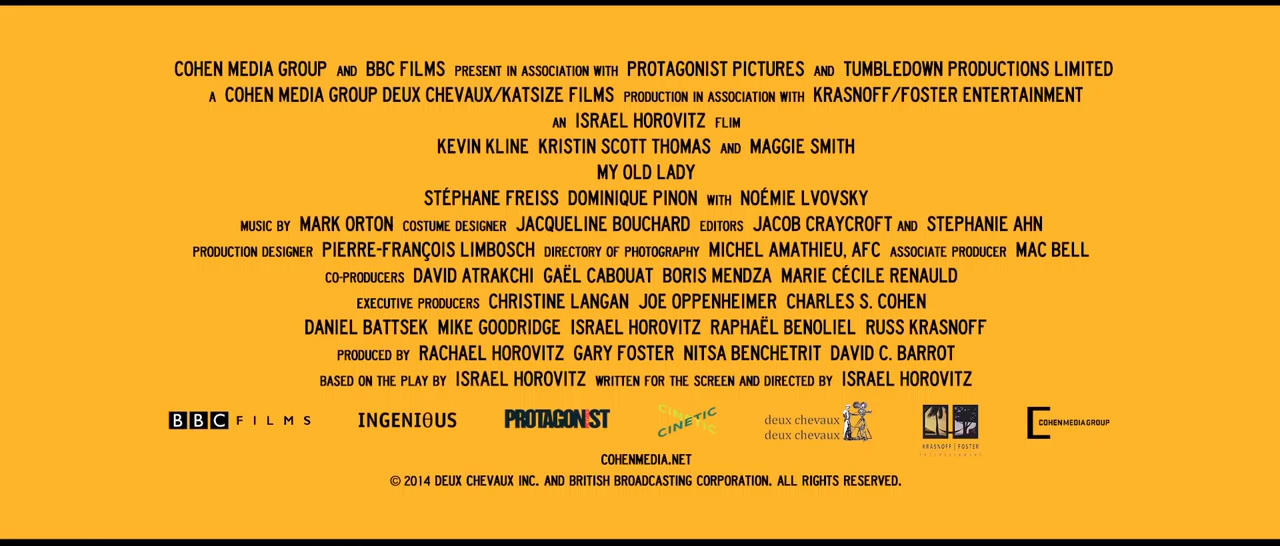 COHEN MEDIA GROUP AND BBC FILMS PRESENT IN ASSOCIATION WITH PROTAGONIST PICTURES AND TUMBLEDOWN PRODUCTIONS LIMITED
A COHEN MEDIA GROUP DEUX CHEVAUX/KATSIZE FILMS PRODUCTION IN ASSOCIATION WITH KRASNOFF/FOSTER ENTERTAINMENT
AN ISRAEL HOROVITZ FLIM
KEVIN KLINE KRISTIN SCOTT THOMAS AND MAGGIE SMITH
MY OLD LADY
STÉPHANE FREISS DOMINIQUE PINON WITH NOÉMIE LVOVSKY
MUSIC BY MARK ORTON COSTUME DESIGNER JACQUELINE BOUCHARD EDITORS JACOB CRAYCROFT AND STEPHANIE AHN
PRODUCTION DESIGNER PIERRE-FRANÇOIS LIMBOSCH DIRECTORY OF PHOTOGRAPHY MICHEL AMATHIEU, AFC ASSOCIATE PRODUCER MAC BELL
CO-PRODUCERS DAVID ATRAKCHI GAËL CABOUAT BORIS MENDZA MARIE CÉCILE RENAULD
EXECUTIVE PRODUCERS CHRISTINE LANGAN JOE OPPENHEIMER CHARLES S. COHEN
DANIEL BATTSEK MIKE GOODRIDGE ISRAEL HOROVITZ RAPHAËL BENOLIEL RUSS KRASNOFF
PRODUCED BY RACHAEL HOROVITZ GARY FOSTER NITSA BENCHETRIT DAVID C. BARROT
BASED ON THE PLAY BY ISRAEL HOROVITZ WRITTEN FOR THE SCREEN AND DIRECTED BY ISRAEL HOROVITZ
BBC FILMS
INGENIθUS
PROTAGONIST
CINETIC
CINETIC
deux chevaux
deux chevaux
KRASNOFF | FOSTER
ENTERTAINMENT
COHENMEDIAGROUP
COHENMEDIA.NET
© 2014 DEUX CHEVAUX INC. AND BRITISH BROADCASTING CORPORATION. ALL RIGHTS RESERVED.